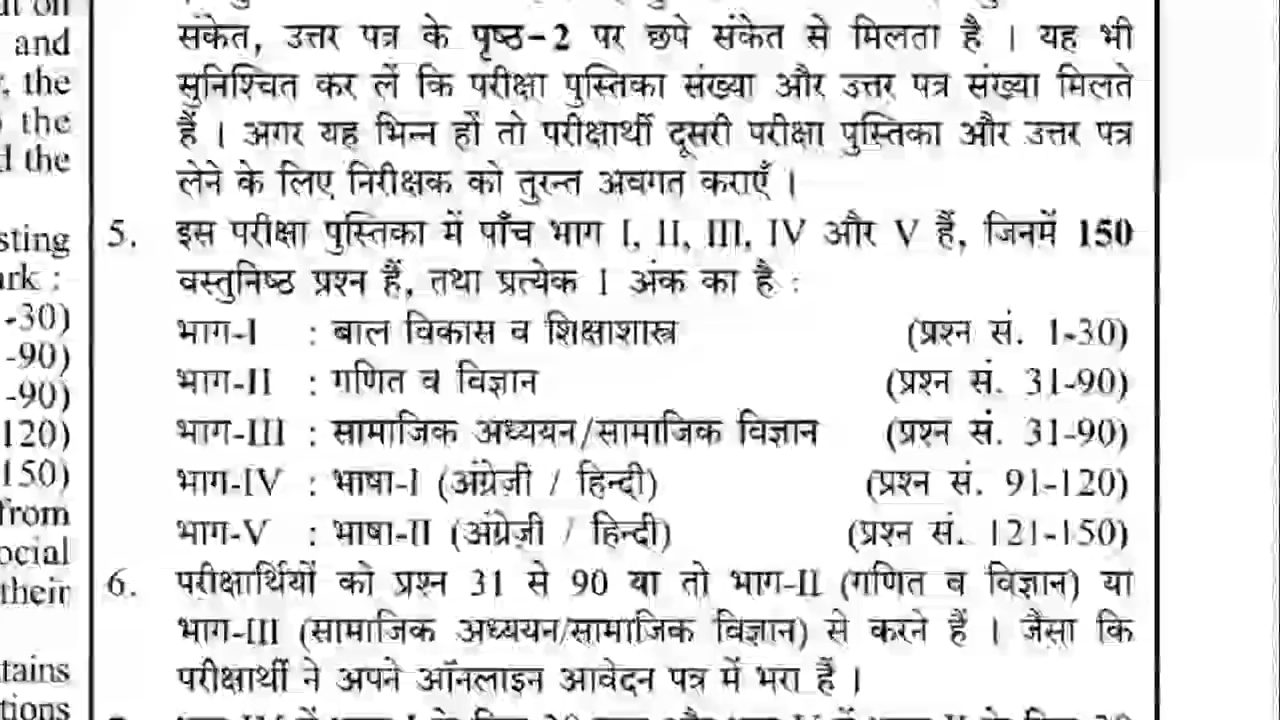 and
the
the
the
sting
-30)
-90)
-90)
120)
150)
from
ocial
their
tains
tions
संकेत, उत्तर पत्र के पृष्ठ-2 पर छपे संकेत से मिलता है । यह भी
सुनिश्चित कर लें कि परीक्षा पुस्तिका संख्या और उत्तर पत्र संख्या मिलते
हैं । अगर यह भिन्न हों तो परीक्षार्थी दूसरी परीक्षा पुस्तिका और उत्तर पत्र
लेने के लिए निरीक्षक को तुरन्त अवगत कराएँ ।
5. इस परीक्षा पुस्तिका में पाँच भाग I, II, III, IV और V हैं, जिनमें 150
वस्तुनिष्ठ प्रश्न हैं, तथा प्रत्येक 1 अंक का है :
भाग-I : बाल विकास व शिक्षाशास्त्र (प्रश्न सं. 1-30)
भाग-II : गणित व विज्ञान (प्रश्न सं. 31-90)
भाग-III : सामाजिक अध्ययन/सामाजिक विज्ञान (प्रश्न सं. 31-90)
भाग-IV : भाषा-I (अंग्रेज़ी / हिन्दी) (प्रश्न सं. 91-120)
भाग-V : भाषा-II (अंग्रेज़ी / हिन्दी) (प्रश्न सं. 121-150)
6. परीक्षार्थियों को प्रश्न 31 से 90 या तो भाग-II (गणित व विज्ञान) या
भाग-III (सामाजिक अध्ययन/सामाजिक विज्ञान) से करने हैं । जैसा कि
परीक्षार्थी ने अपने ऑनलाइन आवेदन पत्र में भरा है ।